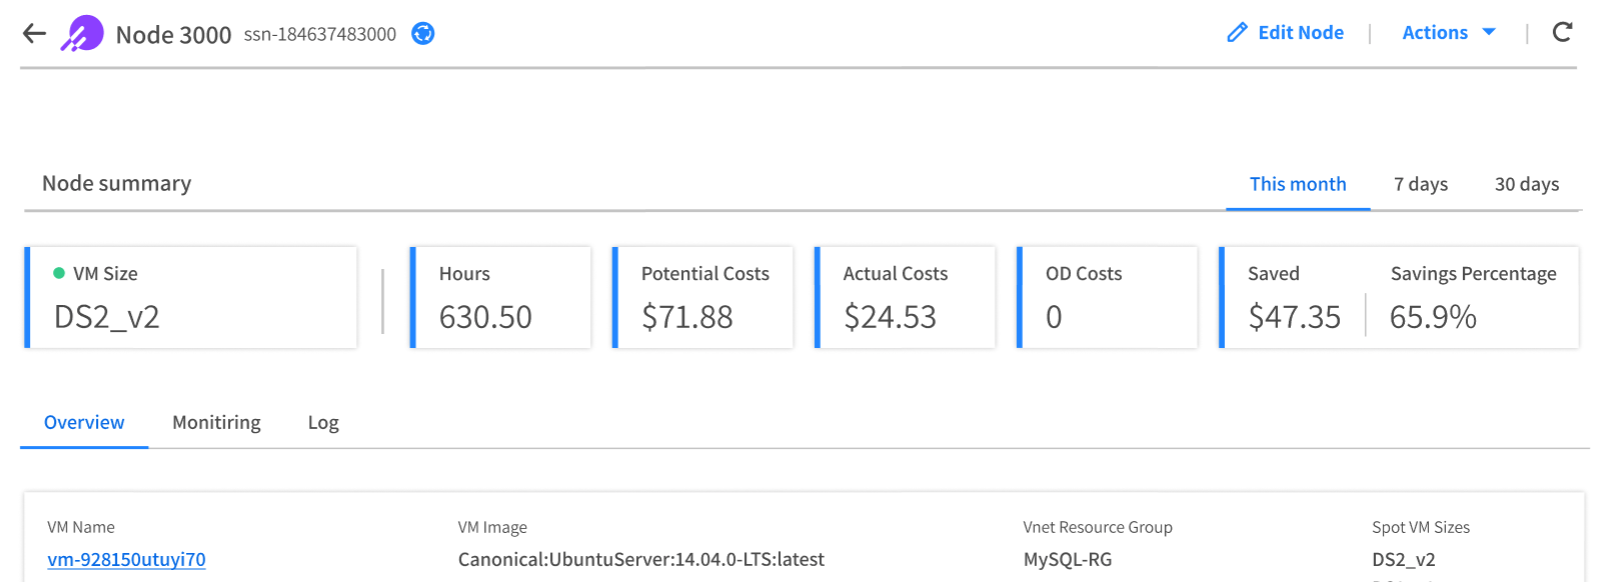 Node 3000 ssn-184637483000 Edit Node | Actions |
Node summary This month 7 days 30 days
VM Size Hours Potential Costs Actual Costs OD Costs Saved Savings Percentage
DS2_v2 630.50 $71.88 $24.53 0 $47.35 65.9%
Overview Monitiring Log
VM Name VM Image Vnet Resource Group Spot VM Sizes
vm-928150utuyi70 Canonical:UbuntuServer:14.04.0-LTS:latest MySQL-RG DS2_v2